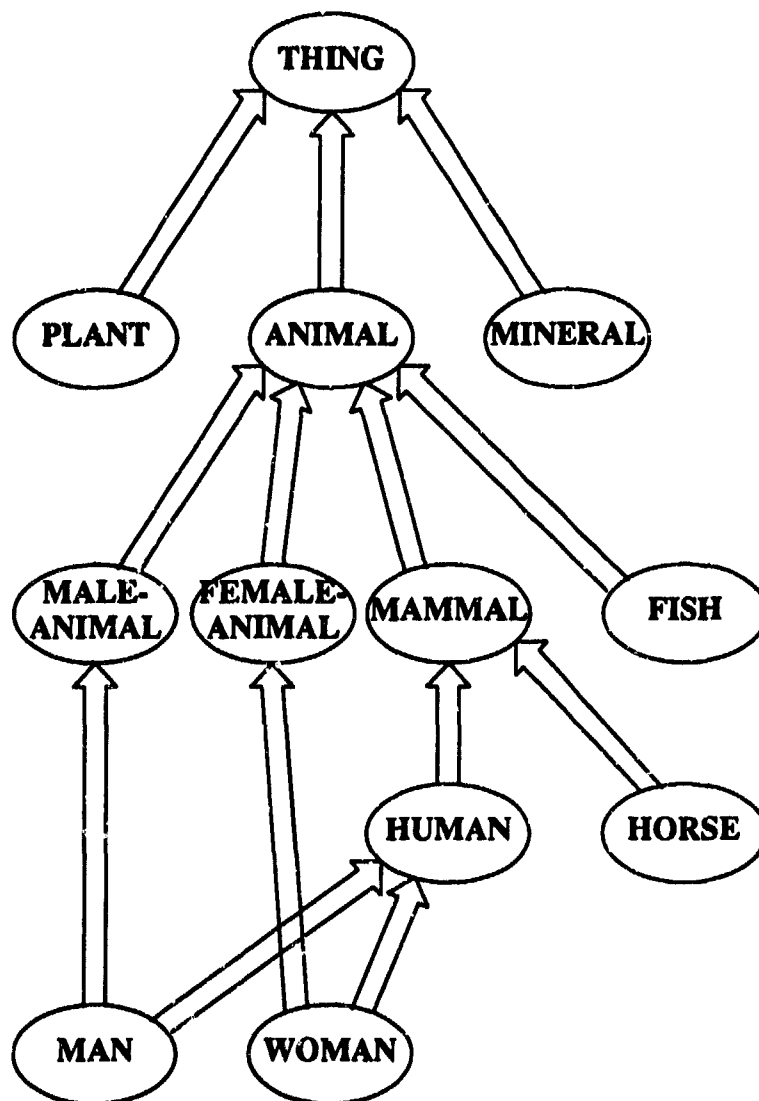 THING
PLANT
ANIMAL
MINERAL
MALE-
ANIMAL
FEMALE-
ANIMAL
MAMMAL
FISH
HUMAN
HORSE
MAN
WOMAN